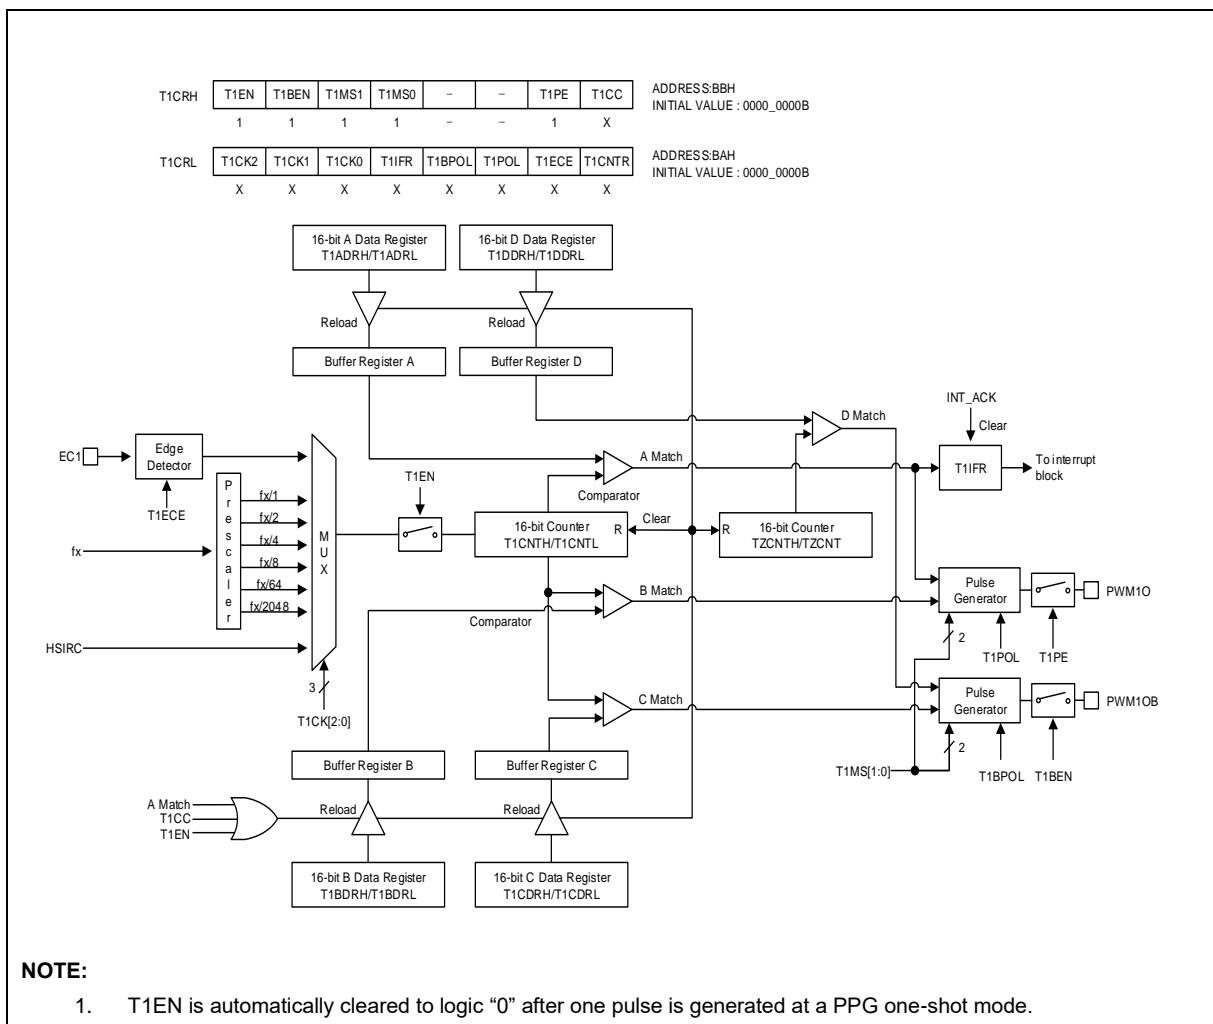 T1CRH T1EN T1BEN T1MS1 T1MS0 – – T1PE T1CC ADDRESS:BBH
INITIAL VALUE : 0000_0000B
1 1 1 1 – – 1 X
T1CRL T1CK2 T1CK1 T1CK0 T1IFR T1BPOL T1POL T1ECE T1CNTR ADDRESS:BAH
INITIAL VALUE : 0000_0000B
X X X X X X X X
16-bit A Data Register
T1ADRH/T1ADRL
16-bit D Data Register
T1DDRH/T1DDRL
Reload
Reload
Buffer Register A
Buffer Register D
INT_ACK
Clear
D Match
EC1
Edge
Detector
T1ECE
A Match
T1IFR
To interrupt
block
Comparator
T1EN
Prescaler
fx/1
fx/2
fx/4
fx/8
fx/64
fx/2048
fx
MUX
16-bit Counter
T1CNTH/T1CNTL
R
Clear
R
16-bit Counter
TZCNTH/TZCNT
B Match
Comparator
Pulse
Generator
PWM1O
2
T1POL
T1PE
HSIRC
3
T1CK[2:0]
C Match
Pulse
Generator
PWM1OB
2
T1MS[1:0]
T1BPOL
T1BEN
Buffer Register B
Buffer Register C
A Match
T1CC
T1EN
Reload
Reload
16-bit B Data Register
T1BDRH/T1BDRL
16-bit C Data Register
T1CDRH/T1CDRL
NOTE:
1. T1EN is automatically cleared to logic “0” after one pulse is generated at a PPG one-shot mode.